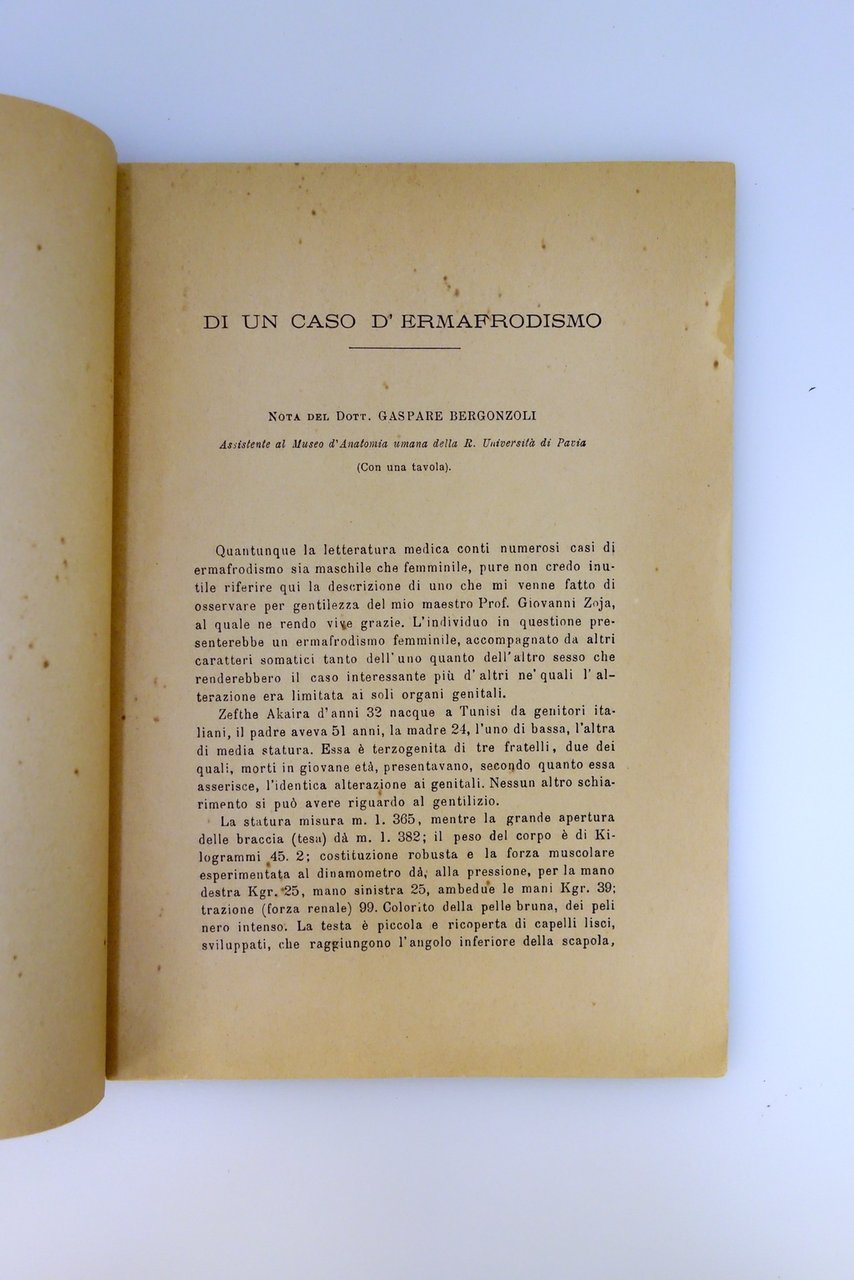 DI UN CASO D' ERMAFRODISMO
NOTA DEL DOTT. GASPARE BERGONZOLI
Assistente al Museo d'Anatomia umana della R. Università di Pavia
(Con una tavola).
Quantunque la letteratura medica conti numerosi casi di
ermafrodismo sia maschile che femminile, pure non credo inu-
tile riferire qui la descrizione di uno che mi venne fatto di
osservare per gentilezza del mio maestro Prof. Giovanni Zoja,
al quale ne rendo vive grazie. L'individuo in questione pre-
senterebbe un ermafrodismo femminile, accompagnato da altri
caratteri somatici tanto dell'uno quanto dell'altro sesso che
renderebbero il caso interessante più d'altri ne' quali l'al-
terazione era limitata ai soli organi genitali.
Zefthe Akaira d'anni 32 nacque a Tunisi da genitori ita-
liani, il padre aveva 51 anni, la madre 24, l'uno di bassa, l'altra
di media statura. Essa è terzogenita di tre fratelli, due dei
quali, morti in giovane età, presentavano, secondo quanto essa
asserisce, l'identica alterazione ai genitali. Nessun altro schia-
rimento si può avere riguardo al gentilizio.
La statura misura m. 1. 365, mentre la grande apertura
delle braccia (tesa) dà m. 1. 382; il peso del corpo è di Ki-
logrammi 45. 2; costituzione robusta e la forza muscolare
esperimentata al dinamometro dà, alla pressione, per la mano
destra Kgr. 25, mano sinistra 25, ambedue le mani Kgr. 39;
trazione (forza renale) 99. Colorito della pelle bruna, dei peli
nero intenso. La testa è piccola e ricoperta di capelli lisci,
sviluppati, che raggiungono l'angolo inferiore della scapola,